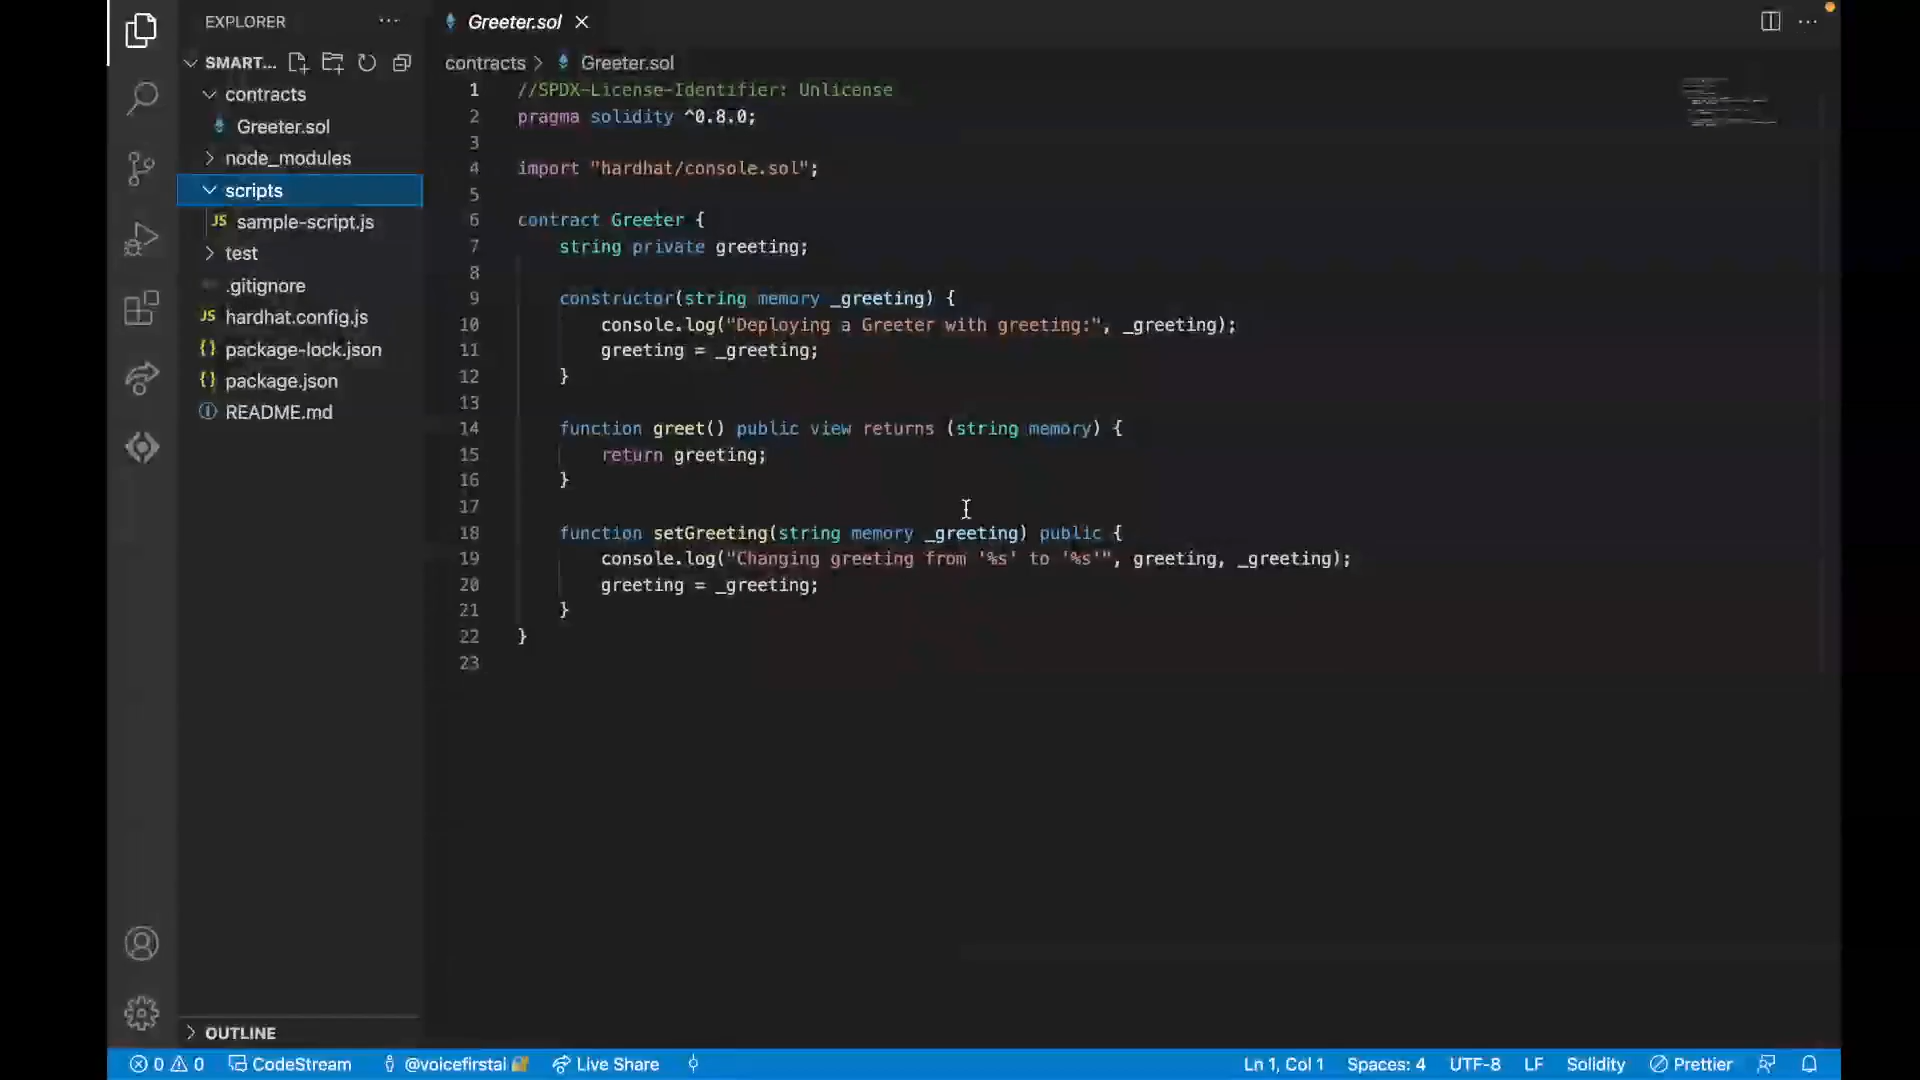 EXPLORER
SMART...
contracts
Greeter.sol
node_modules
scripts
JS sample-script.js
test
.gitignore
JS hardhat.config.js
{} package-lock.json
{} package.json
README.md
OUTLINE
Greeter.sol
contracts > Greeter.sol
1 //SPDX-License-Identifier: Unlicense
2 pragma solidity ^0.8.0;
3
4 import "hardhat/console.sol";
5
6 contract Greeter {
7     string private greeting;
8
9     constructor(string memory _greeting) {
10         console.log("Deploying a Greeter with greeting:", _greeting);
11         greeting = _greeting;
12     }
13
14     function greet() public view returns (string memory) {
15         return greeting;
16     }
17
18     function setGreeting(string memory _greeting) public {
19         console.log("Changing greeting from '%s' to '%s'", greeting, _greeting);
20         greeting = _greeting;
21     }
22 }
23
0 0 CodeStream @voicefirstai Live Share Ln 1, Col 1 Spaces: 4 UTF-8 LF Solidity Prettier